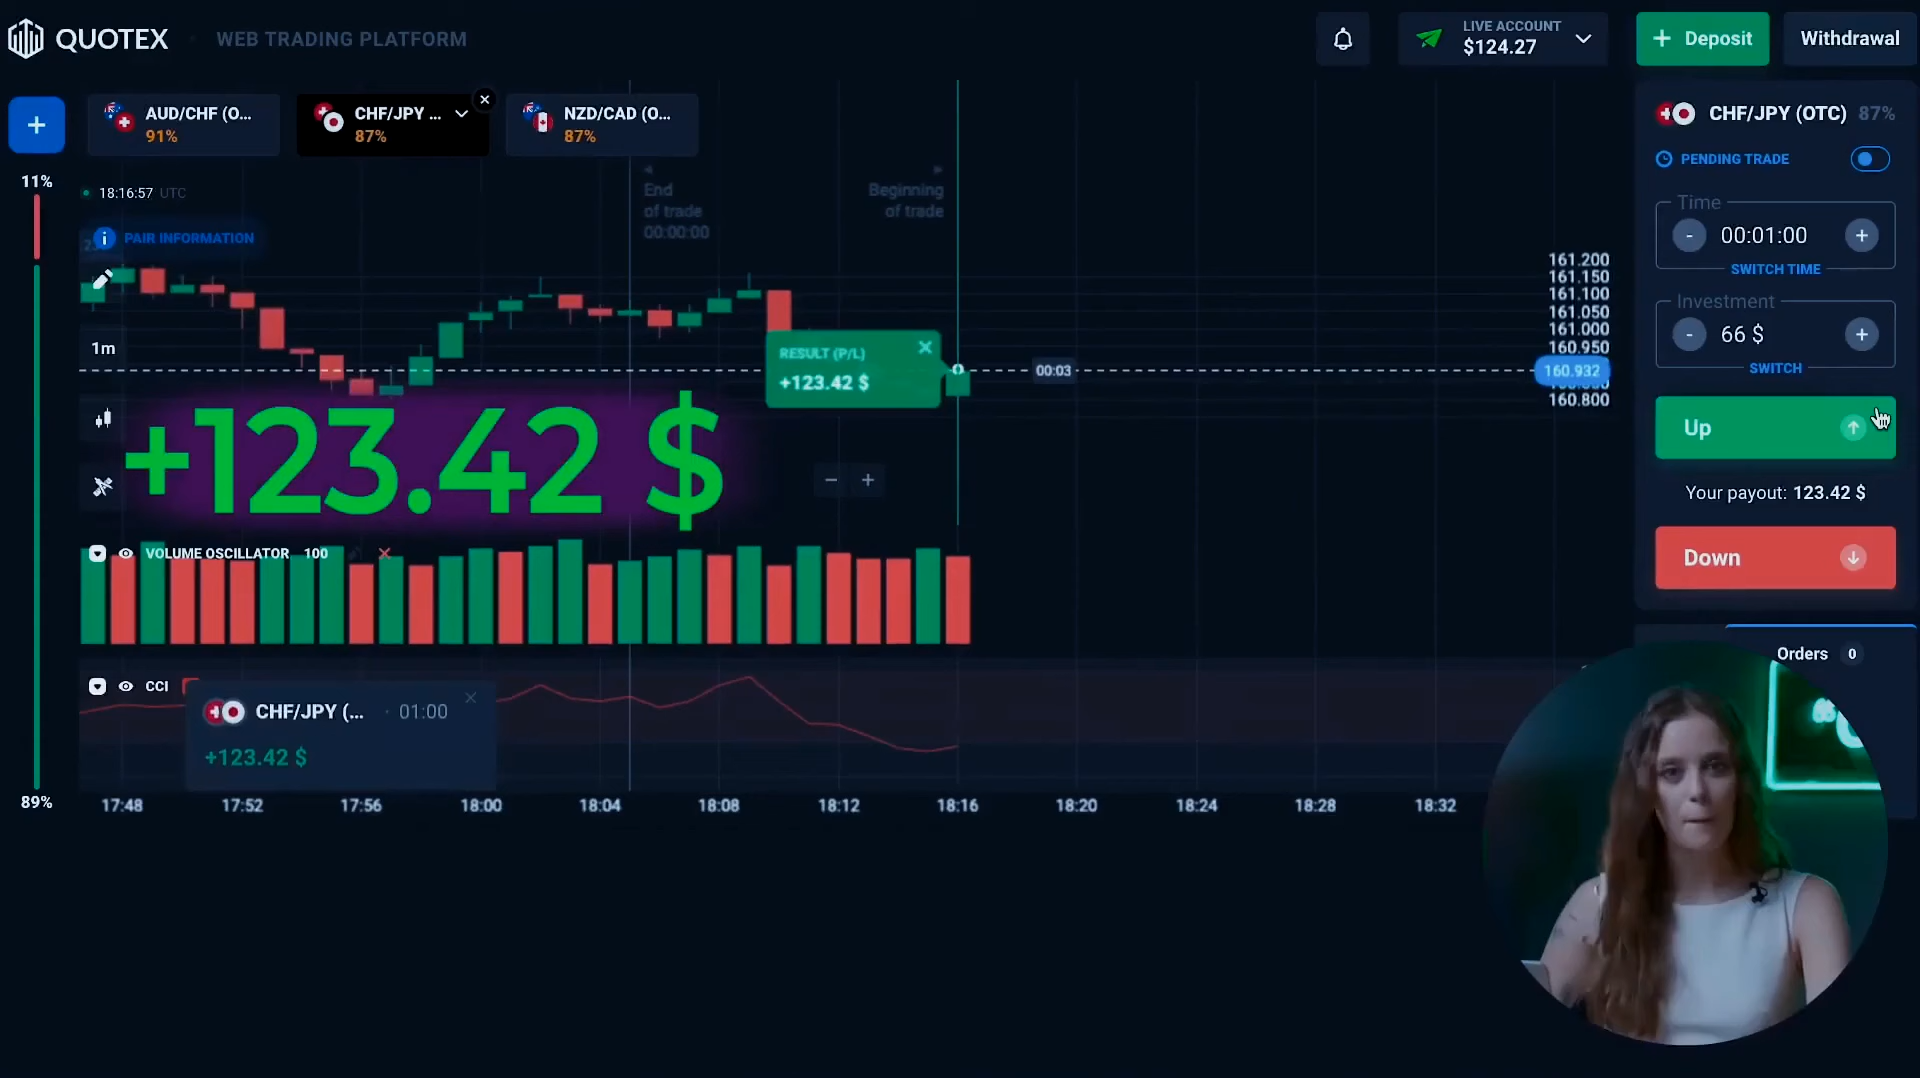 QUOTEX
WEB TRADING PLATFORM
LIVE ACCOUNT
$124.27
+ Deposit
Withdrawal
+
AUD/CHF (O...
91%
CHF/JPY ...
87%
NZD/CAD (O...
87%
CHF/JPY (OTC) 87%
PENDING TRADE
11%
18:16:57 UTC
End
of trade
00:00:00
Beginning
of trade
Time
- 00:01:00 +
SWITCH TIME
PAIR INFORMATION
161.200
161.150
161.100
161.050
161.000
160.950
160.932
160.800
Investment
- 66 $ +
SWITCH
1m
RESULT (P/L)
+123.42 $
00:03
+123.42 $
Up
Your payout: 123.42 $
Down
VOLUME OSCILLATOR 100
Orders 0
CCI
CHF/JPY (... · 01:00
+123.42 $
89%
17:48 17:52 17:56 18:00 18:04 18:08 18:12 18:16 18:20 18:24 18:28 18:32